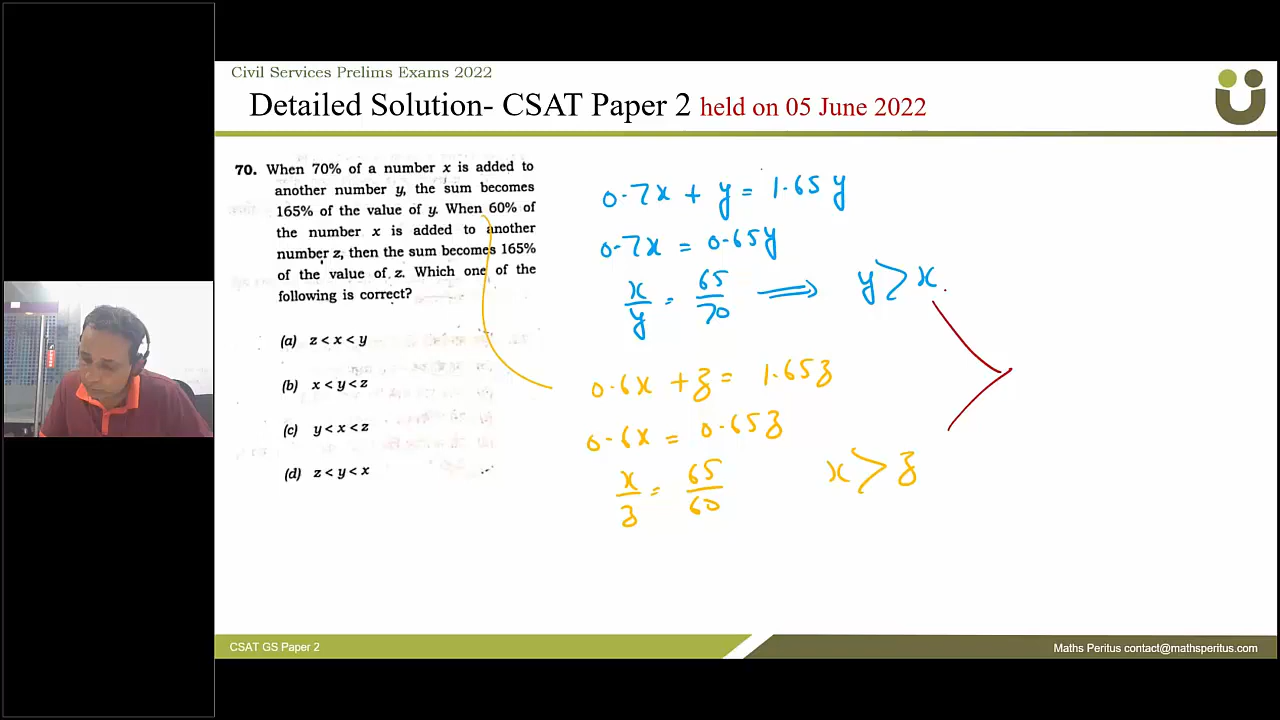 Civil Services Prelims Exams 2022
Detailed Solution- CSAT Paper 2 held on 05 June 2022
70. When 70% of a number x is added to
another number y, the sum becomes
165% of the value of y. When 60% of
the number x is added to another
number z, then the sum becomes 165%
of the value of z. Which one of the
following is correct?
(a) z < x < y
(b) x < y < z
(c) y < x < z
(d) z < y < x
0.7x + y = 1.65 y
0.7x = 0.65y
x/y = 65/70 ⟹ y > x.
0.6x + z = 1.65z
0.6x = 0.65z
x/z = 65/60 x > z
CSAT GS Paper 2
Maths Peritus contact@mathsperitus.com